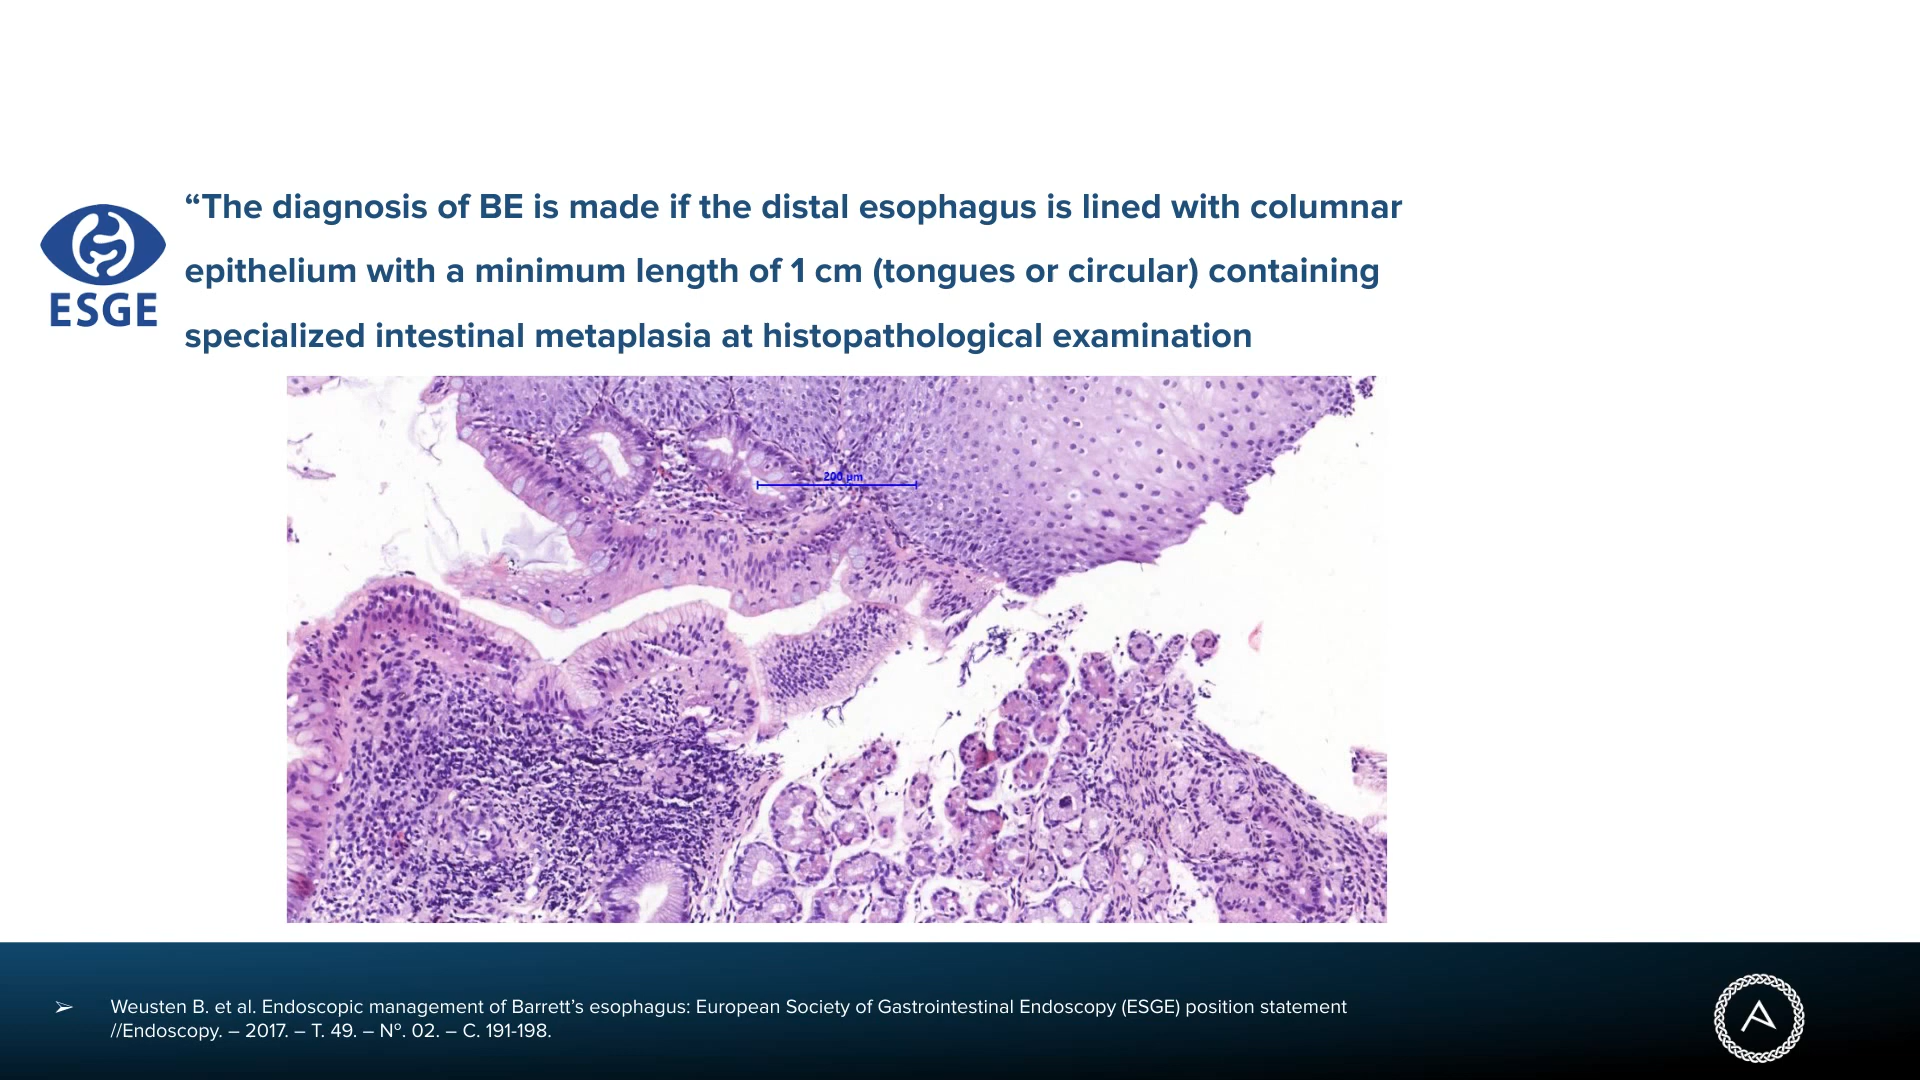 “The diagnosis of BE is made if the distal esophagus is lined with columnar
epithelium with a minimum length of 1 cm (tongues or circular) containing
specialized intestinal metaplasia at histopathological examination
ESGE
200 µm
➢ Weusten B. et al. Endoscopic management of Barrett’s esophagus: European Society of Gastrointestinal Endoscopy (ESGE) position statement
//Endoscopy. – 2017. – T. 49. – №. 02. – С. 191-198.